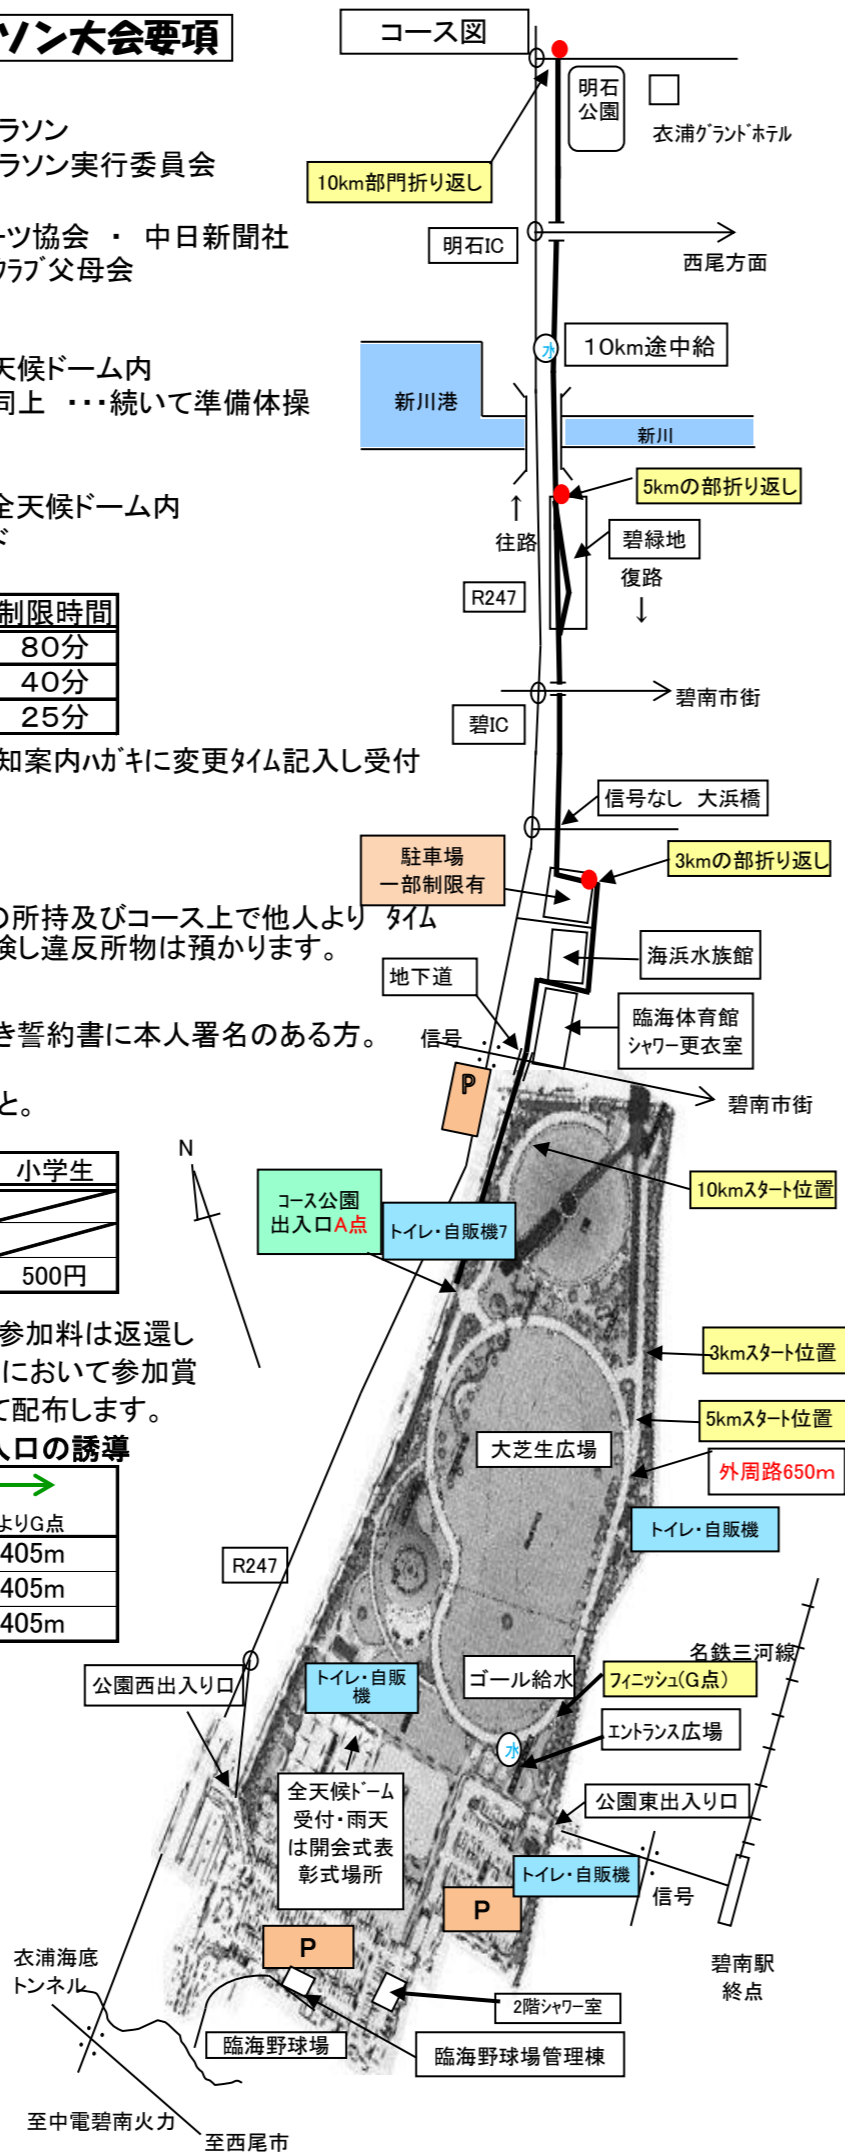 ソン大会要項
コース図
ラソン
ラソン実行委員会
ーツ協会 ・ 中日新聞社
クラブ父母会
天候ドーム内
同上 ・・・続いて準備体操
全天候ドーム内
ド
制限時間
80分
40分
25分
知案内ハガキに変更タイム記入し受付
の所持及びコース上で他人より タイム
険し違反所物は預かります。
き誓約書に本人署名のある方。
と。
小学生
500円
参加料は返還し
において参加賞
て配布します。
入口の誘導
よりG点
405m
405m
405m
明石
公園
衣浦グランドホテル
10km部門折り返し
明石IC
西尾方面
水
10km途中給
新川港
新川
5kmの部折り返し
↑
往路
碧緑地
復路
↓
R247
碧南市街
碧IC
信号なし 大浜橋
駐車場
一部制限有
3kmの部折り返し
海浜水族館
地下道
臨海体育館
シャワー更衣室
信号
P
碧南市街
N
10kmスタート位置
コース公園
出入口A点
トイレ・自販機7
3kmスタート位置
5kmスタート位置
大芝生広場
外周路650m
トイレ・自販機
R247
名鉄三河線
公園西出入り口
トイレ・自販
機
ゴール給水
フィニッシュ(G点)
水
エントランス広場
全天候ドーム
受付・雨天
は開会式表
彰式場所
公園東出入り口
トイレ・自販機
信号
P
P
碧南駅
終点
衣浦海底
トンネル
2階シャワー室
臨海野球場
臨海野球場管理棟
至中電碧南火力
至西尾市